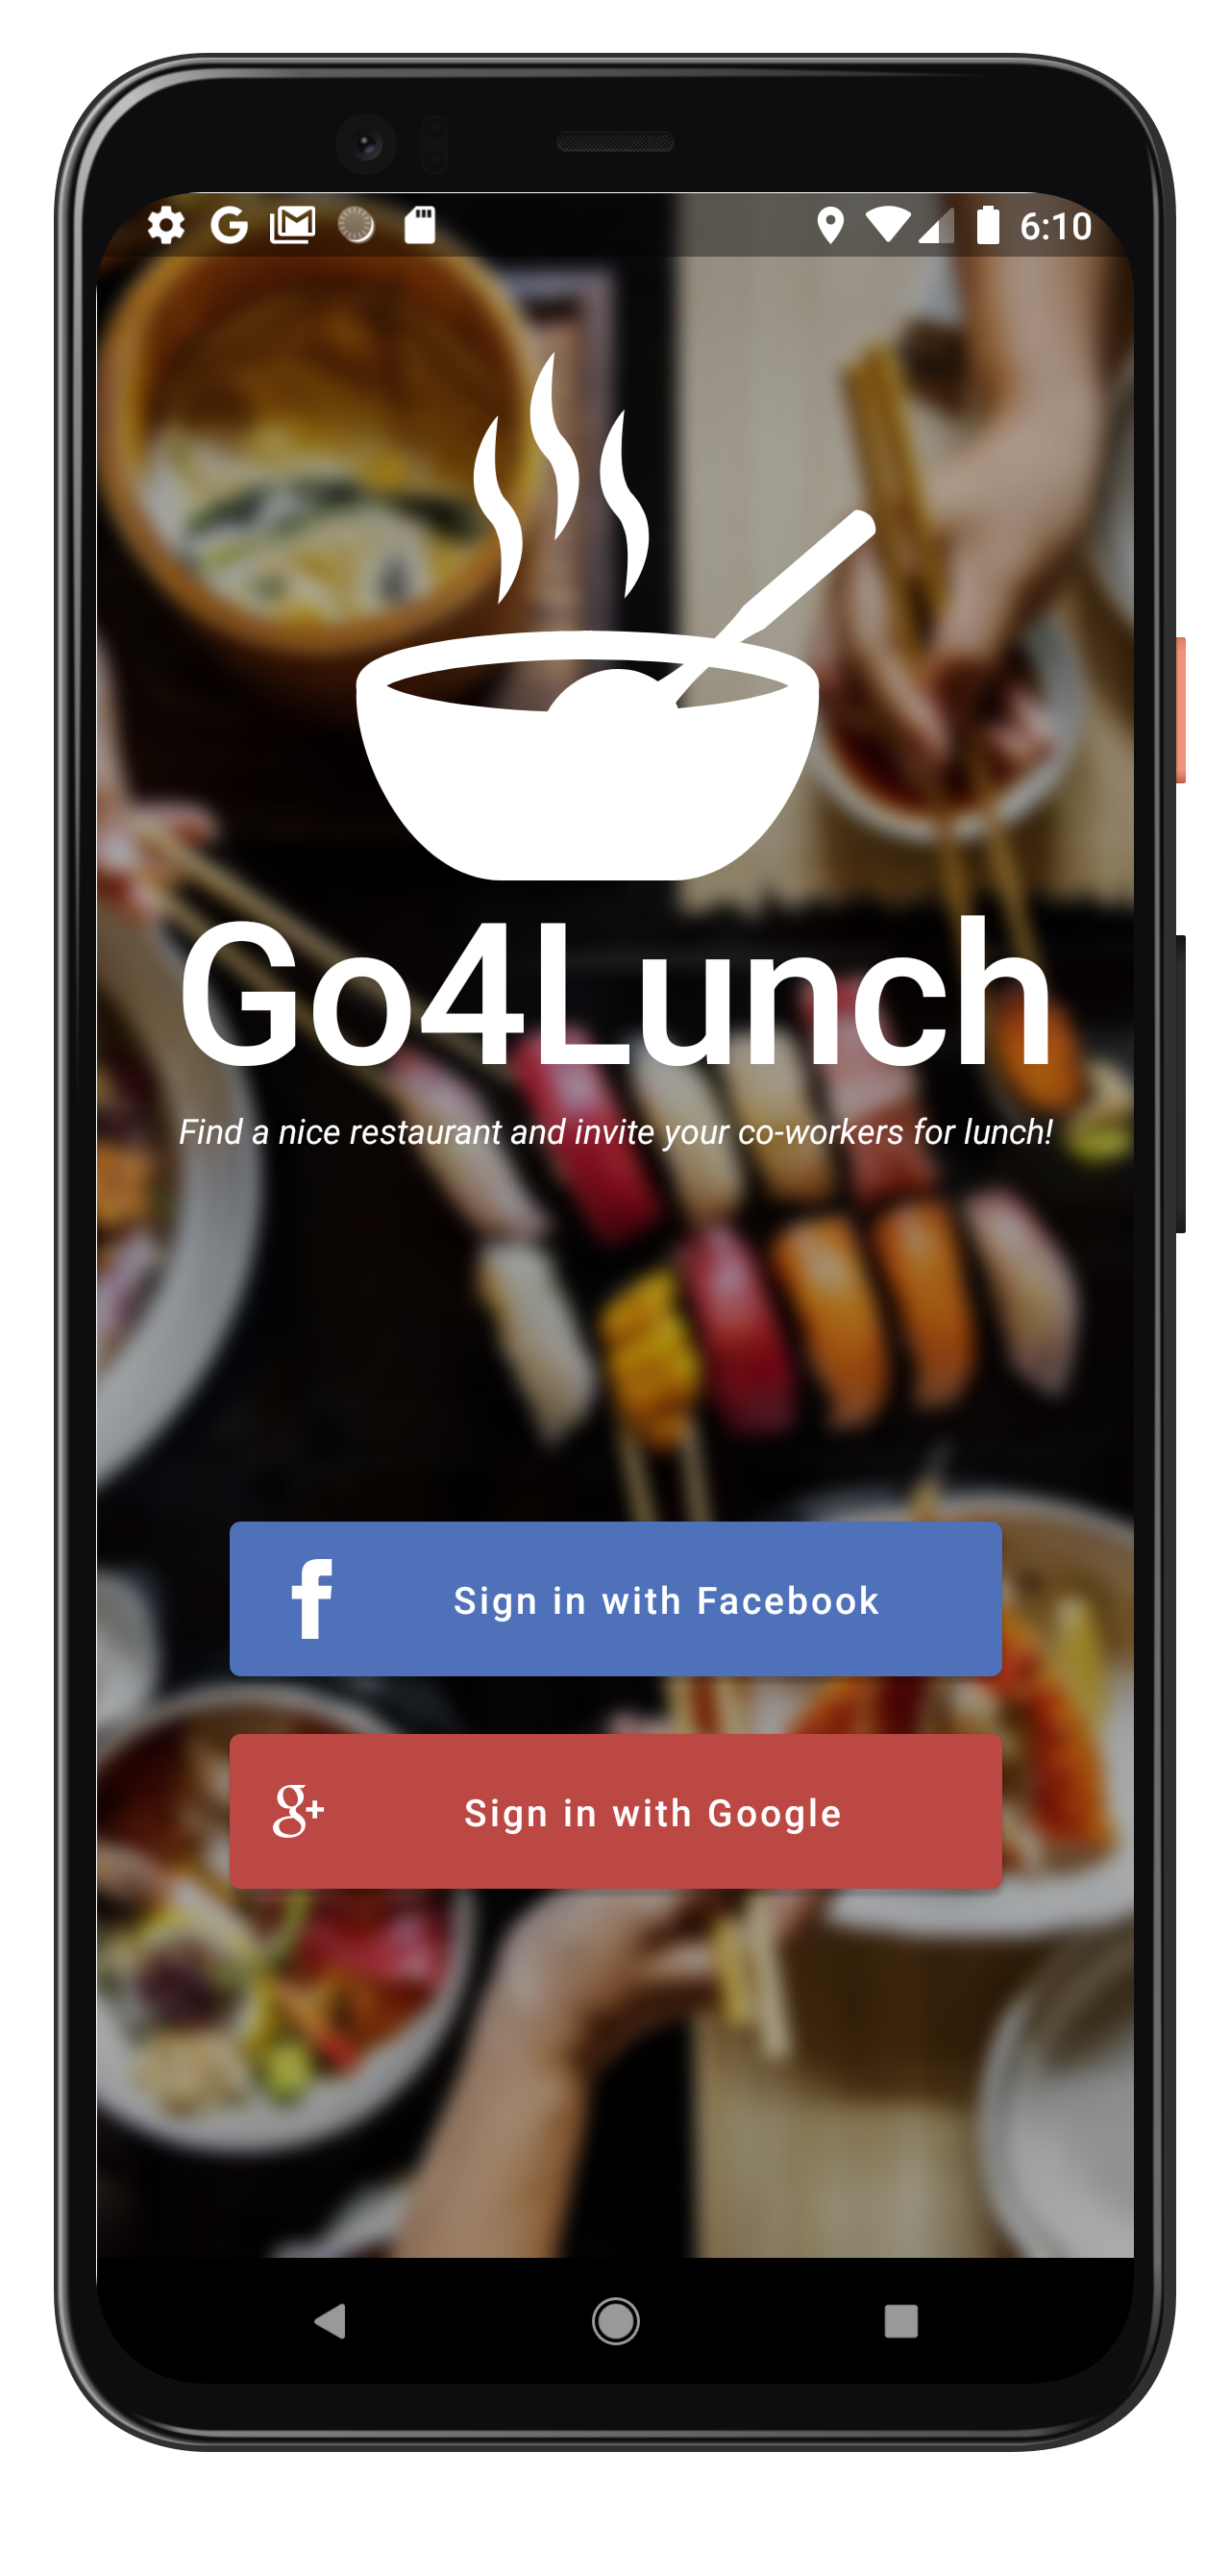 6:10
Go4Lunch
Find a nice restaurant and invite your co-workers for lunch!
f Sign in with Facebook
g+ Sign in with Google